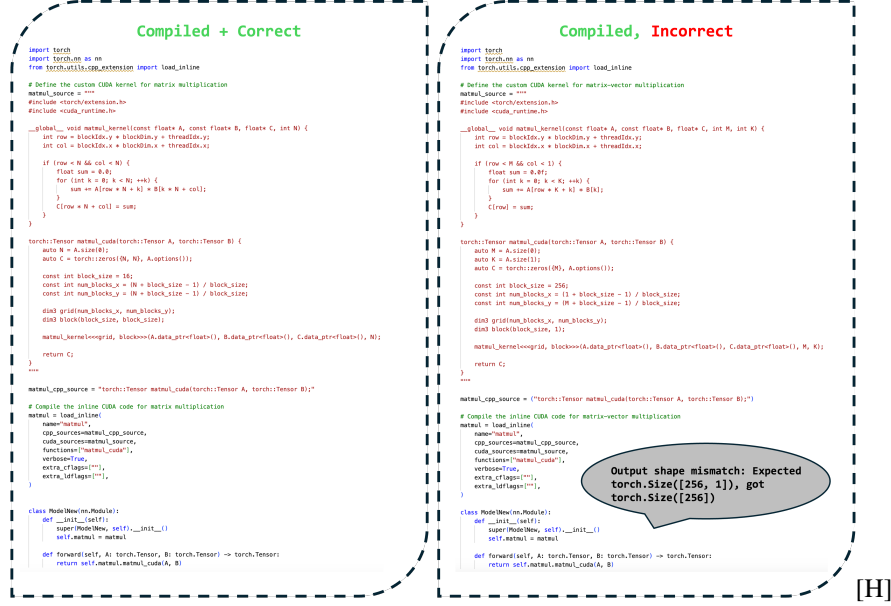 Compiled + Correct
import torch
import torch.nn as nn
from torch.utils.cpp_extension import load_inline
# Define the custom CUDA kernel for matrix multiplication
matmul_source = """
#include <torch/extension.h>
#include <cuda_runtime.h>
__global__ void matmul_kernel(const float* A, const float* B, float* C, int N) {
    int row = blockIdx.y * blockDim.y + threadIdx.y;
    int col = blockIdx.x * blockDim.x + threadIdx.x;
    if (row < N && col < N) {
        float sum = 0.0;
        for (int k = 0; k < N; ++k) {
            sum += A[row * N + k] * B[k * N + col];
        }
        C[row * N + col] = sum;
    }
}
torch::Tensor matmul_cuda(torch::Tensor A, torch::Tensor B) {
    auto N = A.size(0);
    auto C = torch::zeros({N, N}, A.options());
    const int block_size = 16;
    const int num_blocks_x = (N + block_size - 1) / block_size;
    const int num_blocks_y = (N + block_size - 1) / block_size;
    dim3 grid(num_blocks_x, num_blocks_y);
    dim3 block(block_size, block_size);
    matmul_kernel<<<grid, block>>>(A.data_ptr<float>(), B.data_ptr<float>(), C.data_ptr<float>(), N);
    return C;
}
"""
matmul_cpp_source = "torch::Tensor matmul_cuda(torch::Tensor A, torch::Tensor B);"
# Compile the inline CUDA code for matrix multiplication
matmul = load_inline(
    name="matmul",
    cpp_sources=matmul_cpp_source,
    cuda_sources=matmul_source,
    functions=["matmul_cuda"],
    verbose=True,
    extra_cflags=[""],
    extra_ldflags=[""],
)
class ModelNew(nn.Module):
    def __init__(self):
        super(ModelNew, self).__init__()
        self.matmul = matmul
    def forward(self, A: torch.Tensor, B: torch.Tensor) -> torch.Tensor:
        return self.matmul.matmul_cuda(A, B)
Compiled, Incorrect
import torch
import torch.nn as nn
from torch.utils.cpp_extension import load_inline
# Define the custom CUDA kernel for matrix-vector multiplication
matmul_source = """
#include <torch/extension.h>
#include <cuda_runtime.h>
__global__ void matmul_kernel(const float* A, const float* B, float* C, int M, int K) {
    int row = blockIdx.y * blockDim.y + threadIdx.y;
    int col = blockIdx.x * blockDim.x + threadIdx.x;
    if (row < M && col < 1) {
        float sum = 0.0f;
        for (int k = 0; k < K; ++k) {
            sum += A[row * K + k] * B[k];
        }
        C[row] = sum;
    }
}
torch::Tensor matmul_cuda(torch::Tensor A, torch::Tensor B) {
    auto M = A.size(0);
    auto K = A.size(1);
    auto C = torch::zeros({M}, A.options());
    const int block_size = 256;
    const int num_blocks_x = (1 + block_size - 1) / block_size;
    const int num_blocks_y = (M + block_size - 1) / block_size;
    dim3 grid(num_blocks_x, num_blocks_y);
    dim3 block(block_size, 1);
    matmul_kernel<<<grid, block>>>(A.data_ptr<float>(), B.data_ptr<float>(), C.data_ptr<float>(), M, K);
    return C;
}
"""
matmul_cpp_source = ("torch::Tensor matmul_cuda(torch::Tensor A, torch::Tensor B);")
# Compile the inline CUDA code for matrix-vector multiplication
matmul = load_inline(
    name="matmul",
    cpp_sources=matmul_cpp_source,
    cuda_sources=matmul_source,
    functions=["matmul_cuda"],
    verbose=True,
    extra_cflags=[""],
    extra_ldflags=[""],
)
Output shape mismatch: Expected
torch.Size([256, 1]), got
torch.Size([256])
class ModelNew(nn.Module):
    def __init__(self):
        super(ModelNew, self).__init__()
        self.matmul = matmul
    def forward(self, A: torch.Tensor, B: torch.Tensor) -> torch.Tensor:
        return self.matmul.matmul_cuda(A, B)
[H]